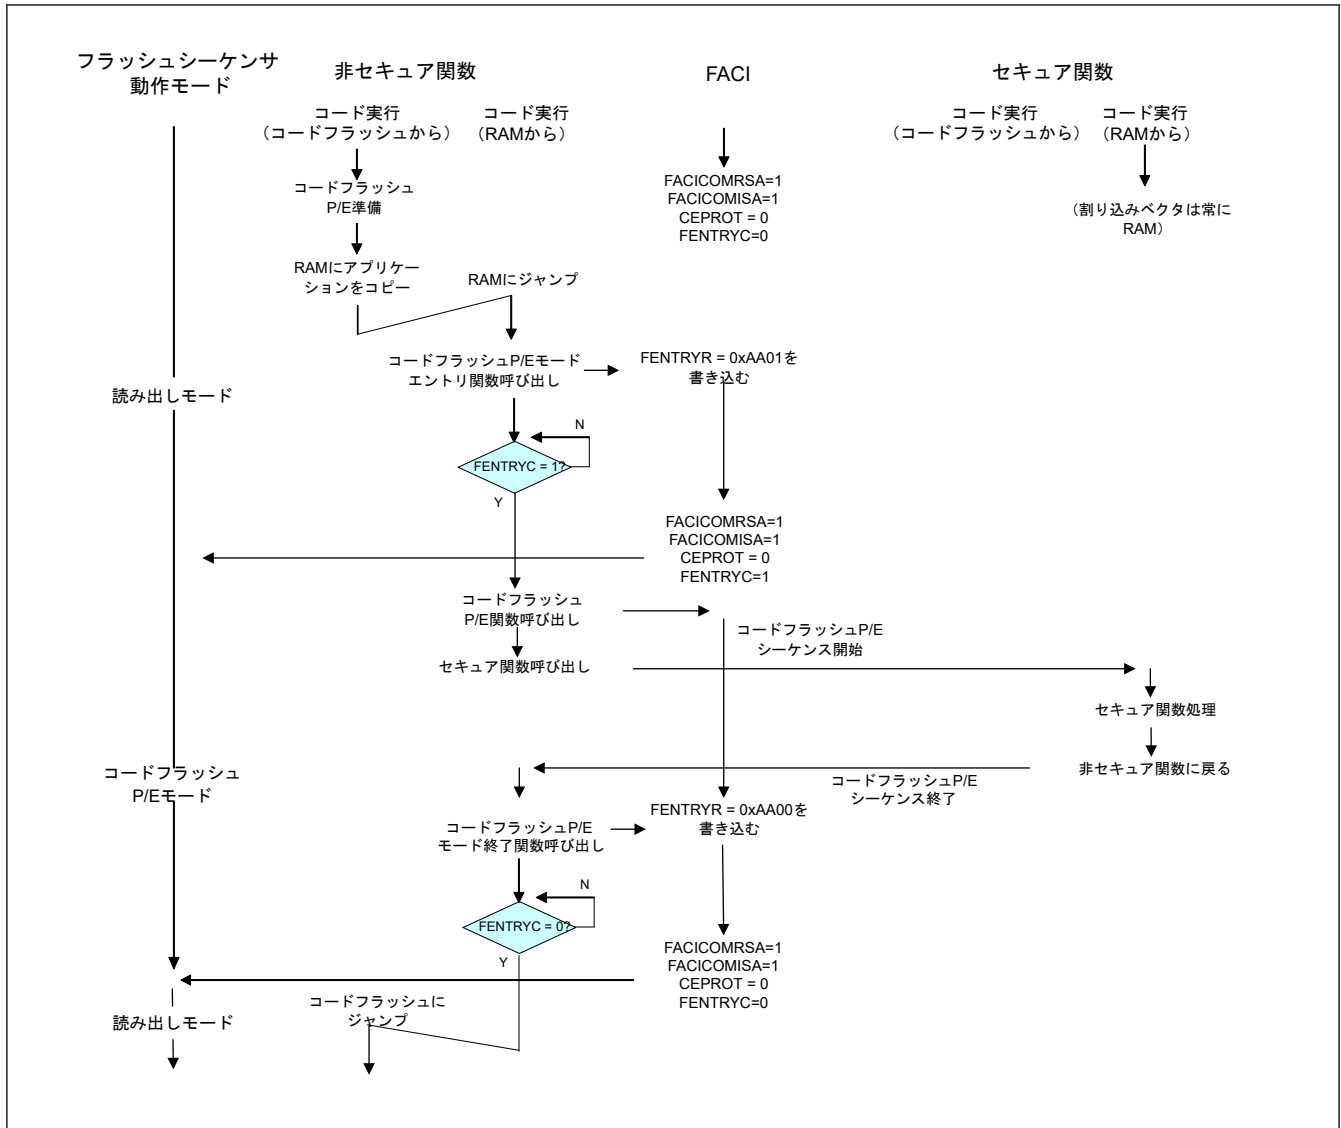 フラッシュシーケンサ
動作モード
非セキュア関数
FACI
セキュア関数
コード実行
（コードフラッシュから）
コード実行
（RAMから）
コード実行
（コードフラッシュから）
コード実行
（RAMから）
コードフラッシュ
P/E準備
FACICOMRSA=1
FACICOMISA=1
CEPROT = 0
FENTRYC=0
（割り込みベクタは常に
RAM）
RAMにアプリケー
ションをコピー
RAMにジャンプ
コードフラッシュP/Eモード
エントリ関数呼び出し
FENTRYR = 0xAA01を
書き込む
読み出しモード
N
FENTRYC = 1?
Y
FACICOMRSA=1
FACICOMISA=1
CEPROT = 0
FENTRYC=1
コードフラッシュ
P/E関数呼び出し
コードフラッシュP/E
シーケンス開始
セキュア関数呼び出し
セキュア関数処理
コードフラッシュ
P/Eモード
非セキュア関数に戻る
コードフラッシュP/E
シーケンス終了
FENTRYR = 0xAA00を
書き込む
コードフラッシュP/E
モード終了関数呼び出し
N
FENTRYC = 0?
Y
FACICOMRSA=1
FACICOMISA=1
CEPROT = 0
FENTRYC=0
コードフラッシュに
ジャンプ
読み出しモード